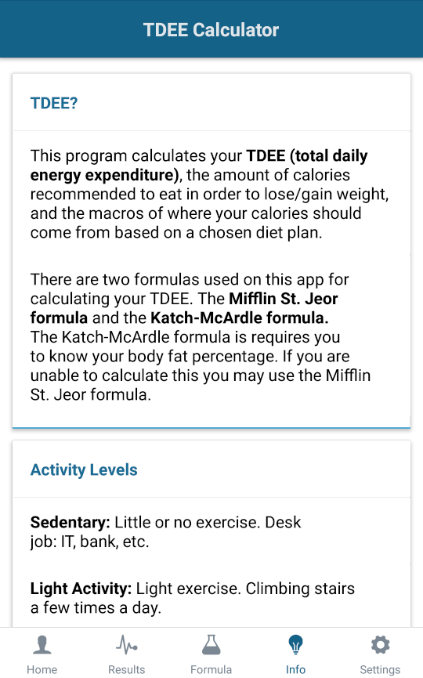 TDEE Calculator
TDEE?
This program calculates your TDEE (total daily
energy expenditure), the amount of calories
recommended to eat in order to lose/gain weight,
and the macros of where your calories should
come from based on a chosen diet plan.
There are two formulas used on this app for
calculating your TDEE. The Mifflin St. Jeor
formula and the Katch-McArdle formula.
The Katch-McArdle formula is requires you
to know your body fat percentage. If you are
unable to calculate this you may use the Mifflin
St. Jeor formula.
Activity Levels
Sedentary: Little or no exercise. Desk
job: IT, bank, etc.
Light Activity: Light exercise. Climbing stairs
a few times a day.
Home Results Formula Info Settings